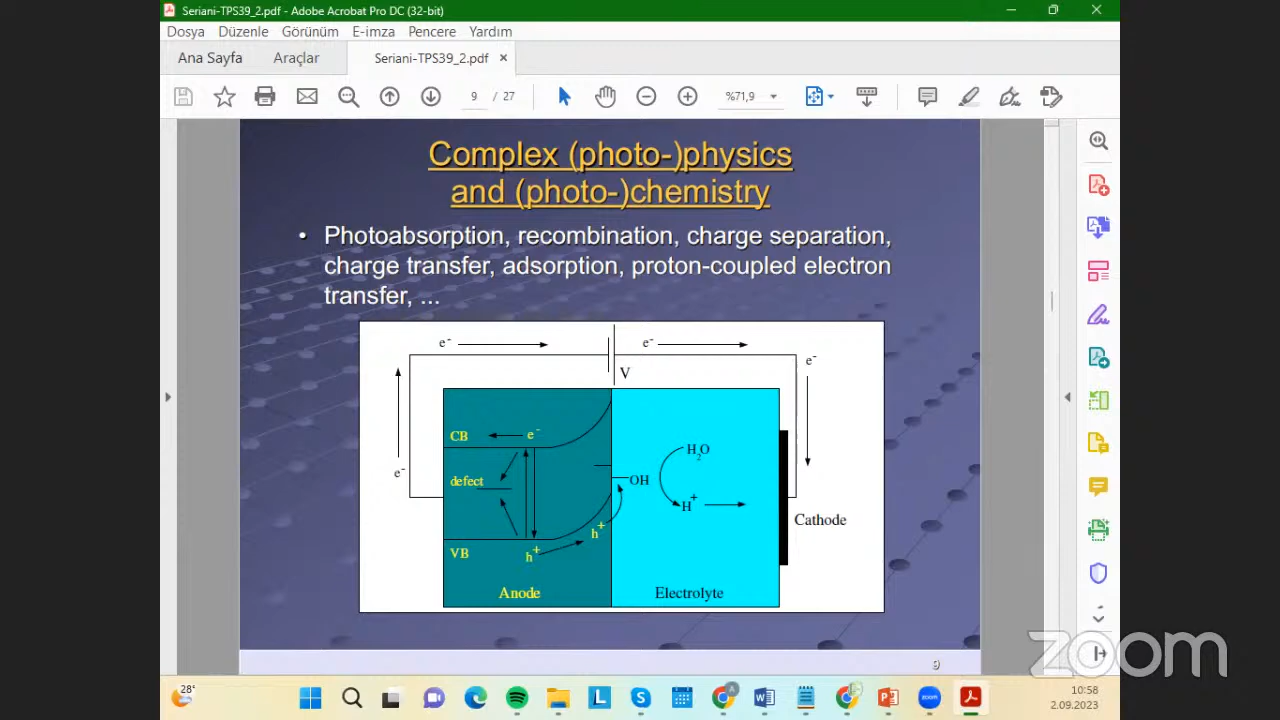 Seriani-TPS39_2.pdf - Adobe Acrobat Pro DC (32-bit)
Dosya Düzenle Görünüm E-imza Pencere Yardım
Ana Sayfa Araçlar Seriani-TPS39_2.pdf ×
9 / 27 %71,9
Complex (photo-)physics
and (photo-)chemistry
• Photoabsorption, recombination, charge separation,
charge transfer, adsorption, proton-coupled electron
transfer, ...
e⁻ e⁻
e⁻
V
CB e⁻
H₂O
e⁻
defect
OH
H⁺
Cathode
h⁺
VB h⁺
Anode Electrolyte
9
zoom
28°
L
S
A
W
P
zoom
10:58
2.09.2023